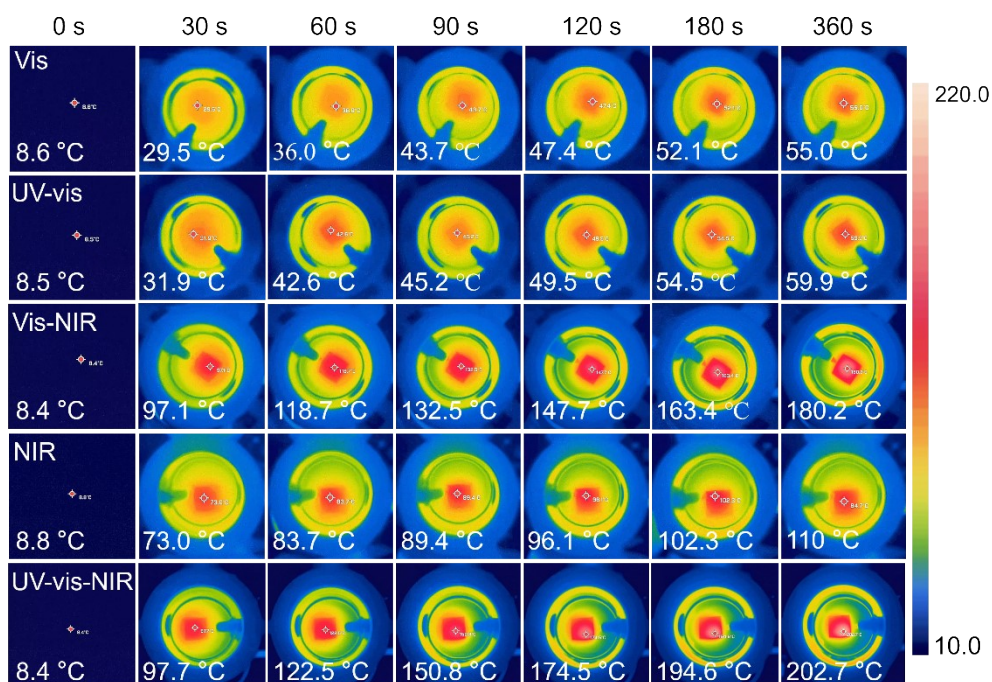 0 s 30 s 60 s 90 s 120 s 180 s 360 s
Vis
8.6 °C 29.5 °C 36.0 °C 43.7 °C 47.4 °C 52.1 °C 55.0 °C
UV-vis
8.5 °C 31.9 °C 42.6 °C 45.2 °C 49.5 °C 54.5 °C 59.9 °C
Vis-NIR
8.4 °C 97.1 °C 118.7 °C 132.5 °C 147.7 °C 163.4 °C 180.2 °C
NIR
8.8 °C 73.0 °C 83.7 °C 89.4 °C 96.1 °C 102.3 °C 110 °C
UV-vis-NIR
8.4 °C 97.7 °C 122.5 °C 150.8 °C 174.5 °C 194.6 °C 202.7 °C
220.0
10.0